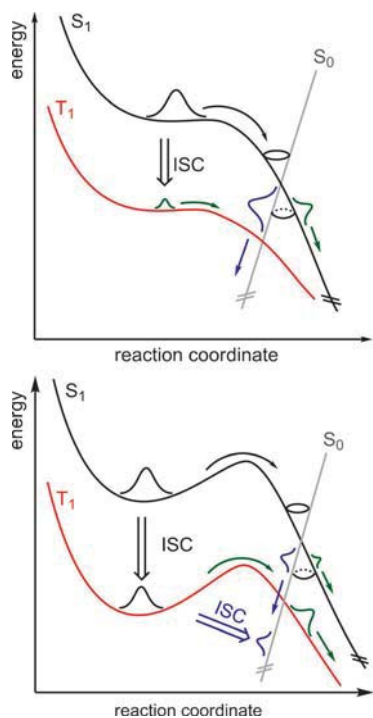 energy
S1
S0
T1
ISC
reaction coordinate
energy
S1
S0
T1
ISC
ISC
reaction coordinate